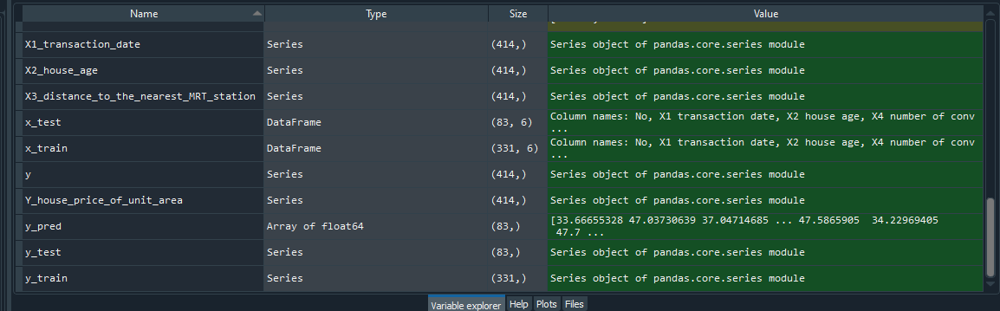 Name Type Size Value
X1_transaction_date Series (414,) Series object of pandas.core.series module
X2_house_age Series (414,) Series object of pandas.core.series module
X3_distance_to_the_nearest_MRT_station Series (414,) Series object of pandas.core.series module
x_test DataFrame (83, 6) Column names: No, X1 transaction date, X2 house age, X4 number of conv
...
x_train DataFrame (331, 6) Column names: No, X1 transaction date, X2 house age, X4 number of conv
...
y Series (414,) Series object of pandas.core.series module
Y_house_price_of_unit_area Series (414,) Series object of pandas.core.series module
y_pred Array of float64 (83,) [33.66655328 47.03730639 37.04714685 ... 47.5865905 34.22969405
47.7 ...
y_test Series (83,) Series object of pandas.core.series module
y_train Series (331,) Series object of pandas.core.series module
Variable explorer Help Plots Files